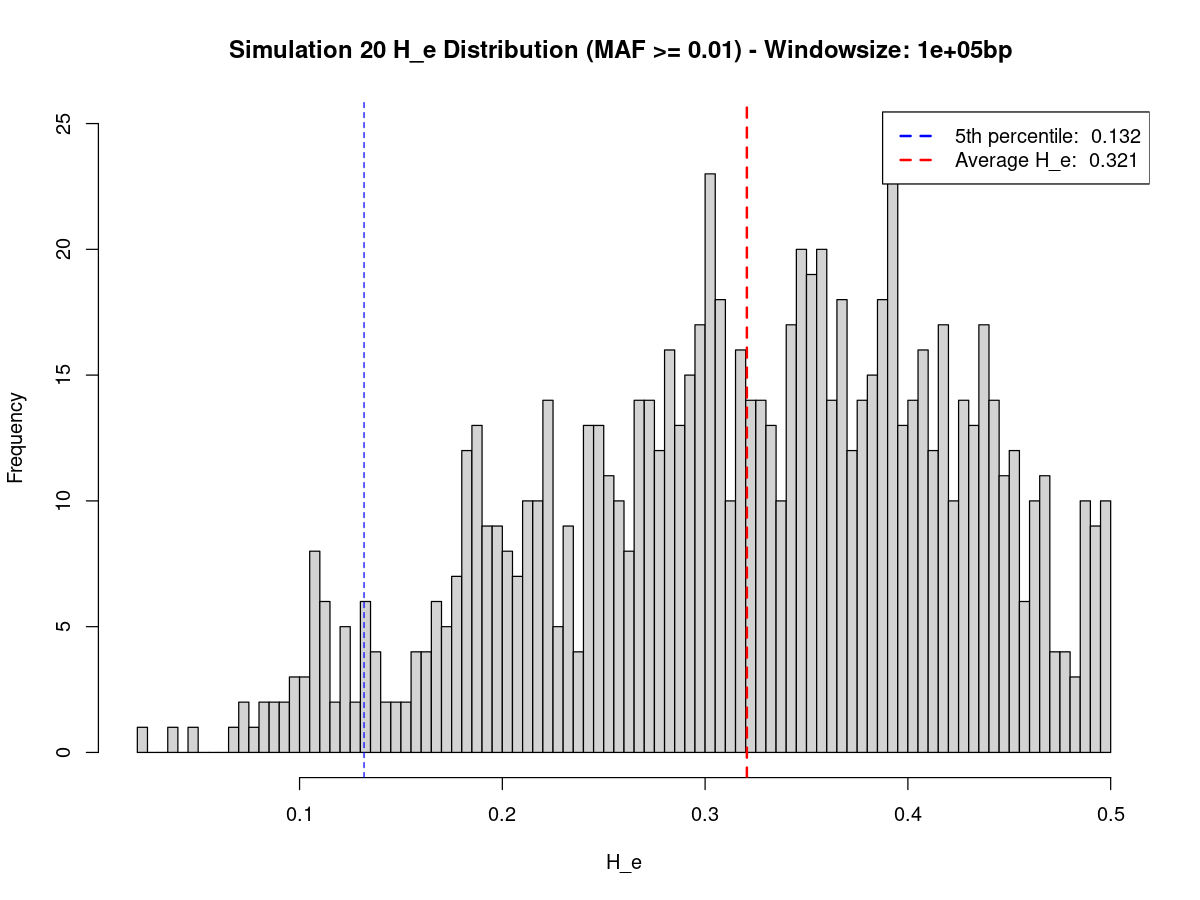 Simulation 20 H_e Distribution (MAF >= 0.01) - Windowsize: 1e+05bp
5th percentile: 0.132
Average H_e: 0.321
Frequency
25
20
15
10
5
0
0.1 0.2 0.3 0.4 0.5
H_e